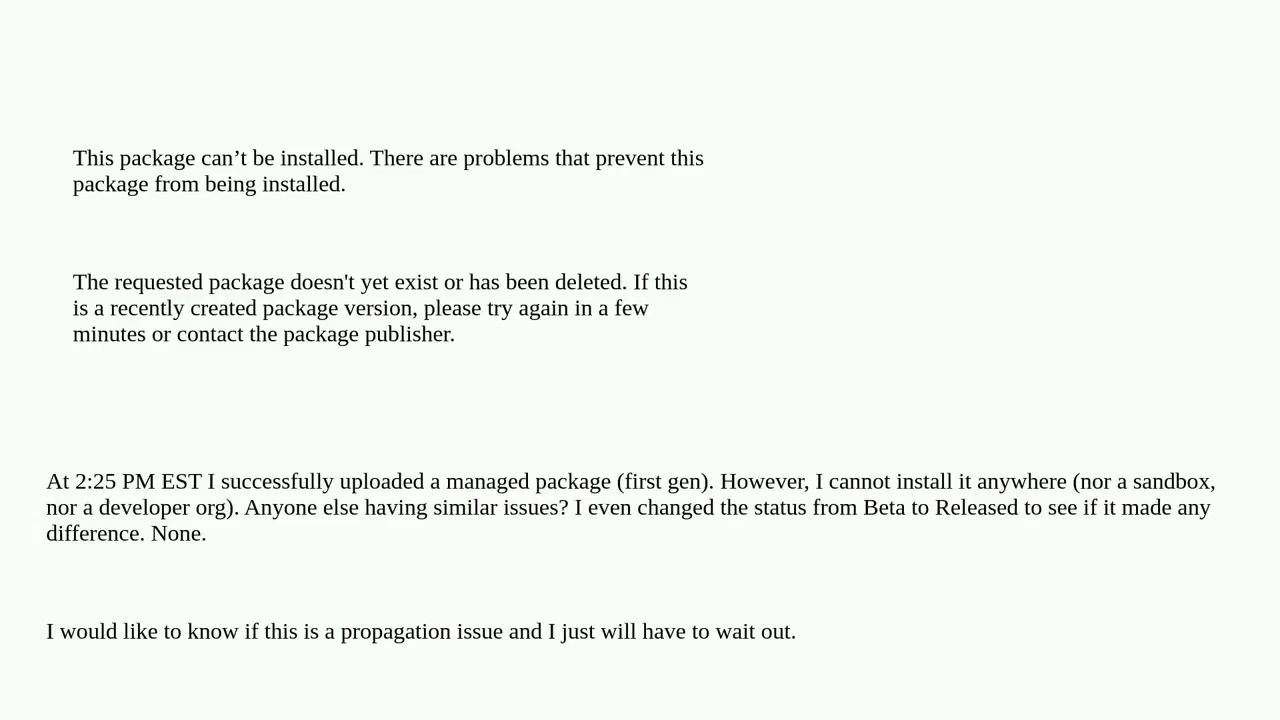 This package can’t be installed. There are problems that prevent this
package from being installed.
The requested package doesn't yet exist or has been deleted. If this
is a recently created package version, please try again in a few
minutes or contact the package publisher.
At 2:25 PM EST I successfully uploaded a managed package (first gen). However, I cannot install it anywhere (nor a sandbox,
nor a developer org). Anyone else having similar issues? I even changed the status from Beta to Released to see if it made any
difference. None.
I would like to know if this is a propagation issue and I just will have to wait out.